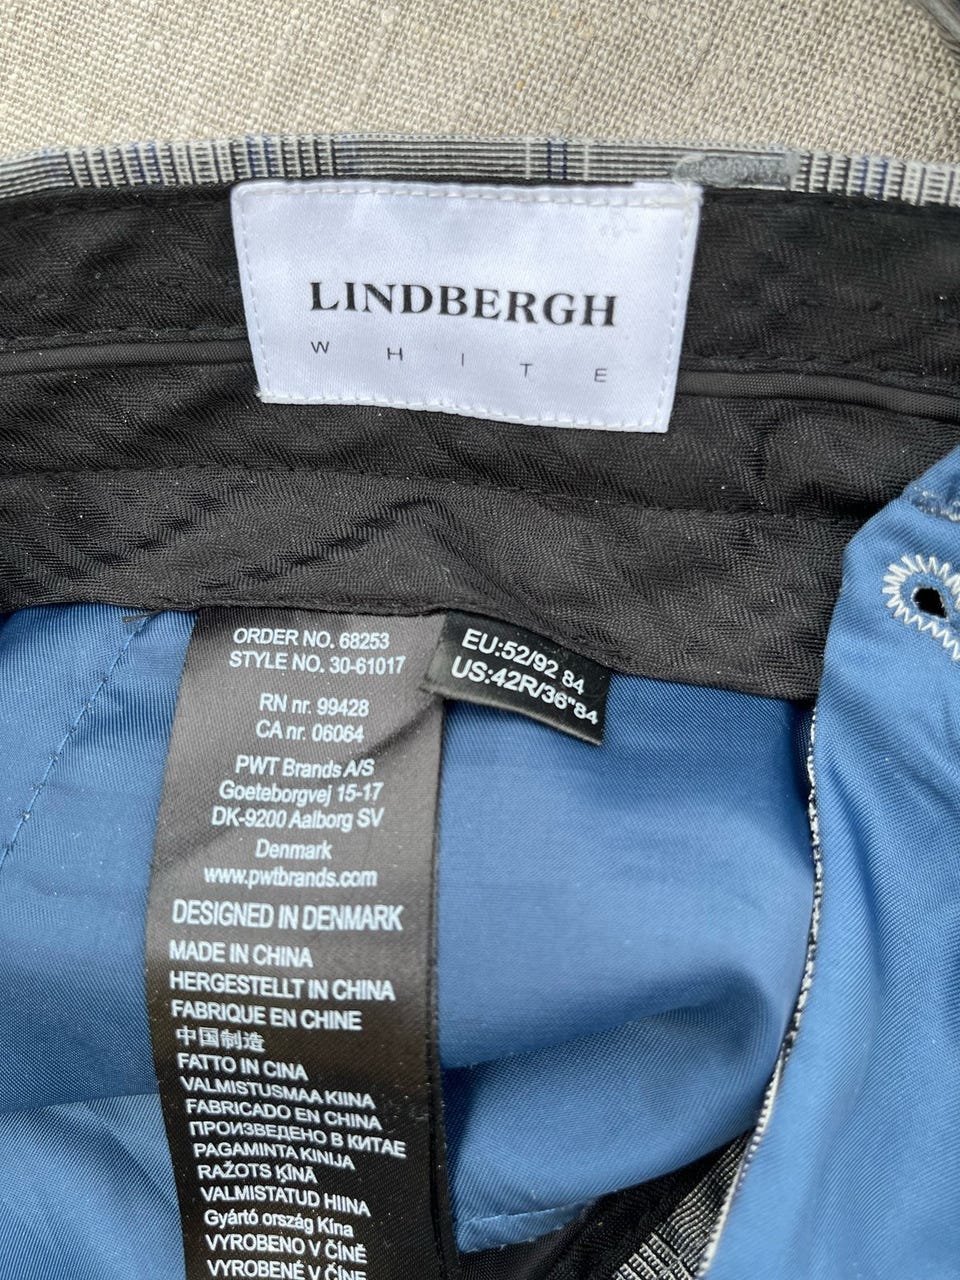 LINDBERGH
WHITE
ORDER NO. 68253
STYLE NO. 30-61017
RN nr. 99428
CA nr. 06064
PWT Brands A/S
Goeteborgvej 15-17
DK-9200 Aalborg SV
Denmark
www.pwtbrands.com
DESIGNED IN DENMARK
MADE IN CHINA
HERGESTELLT IN CHINA
FABRIQUE EN CHINE
中国制造
FATTO IN CINA
VALMISTUSMAA KIINA
FABRICADO EN CHINA
ПРОИЗВЕДЕНО В КИТАЕ
PAGAMINTA KINIJA
RAŽOTS ĶĪNĀ
VALMISTATUD HIINA
Gyártó ország Kína
VYROBENO V ČÍNĚ
VYROBENÉ V ČÍNE
EU:52/92 84
US:42R/36"84